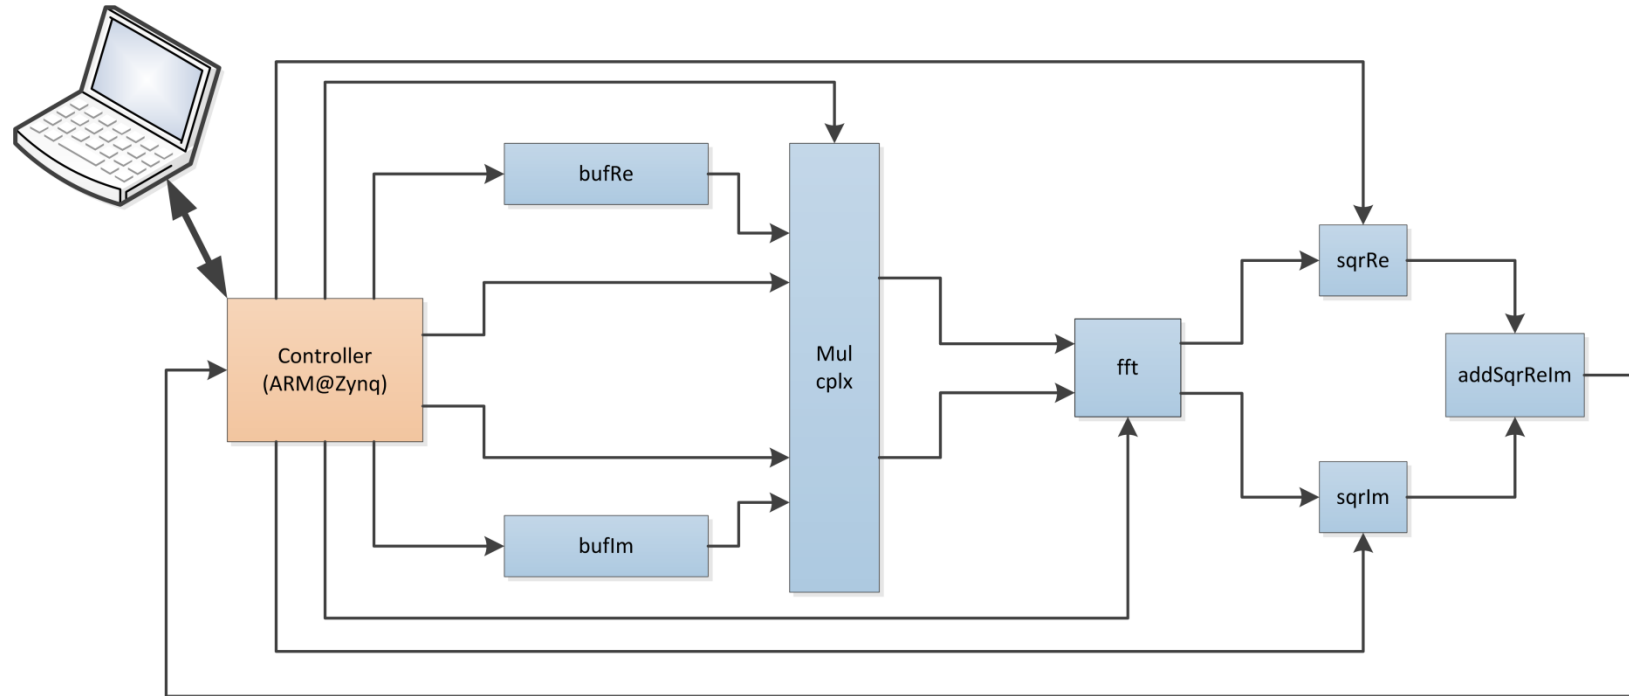 bufRe
sqrRe
Controller
(ARM@Zynq)
Mul
cplx
fft
addSqrReIm
sqrIm
bufIm